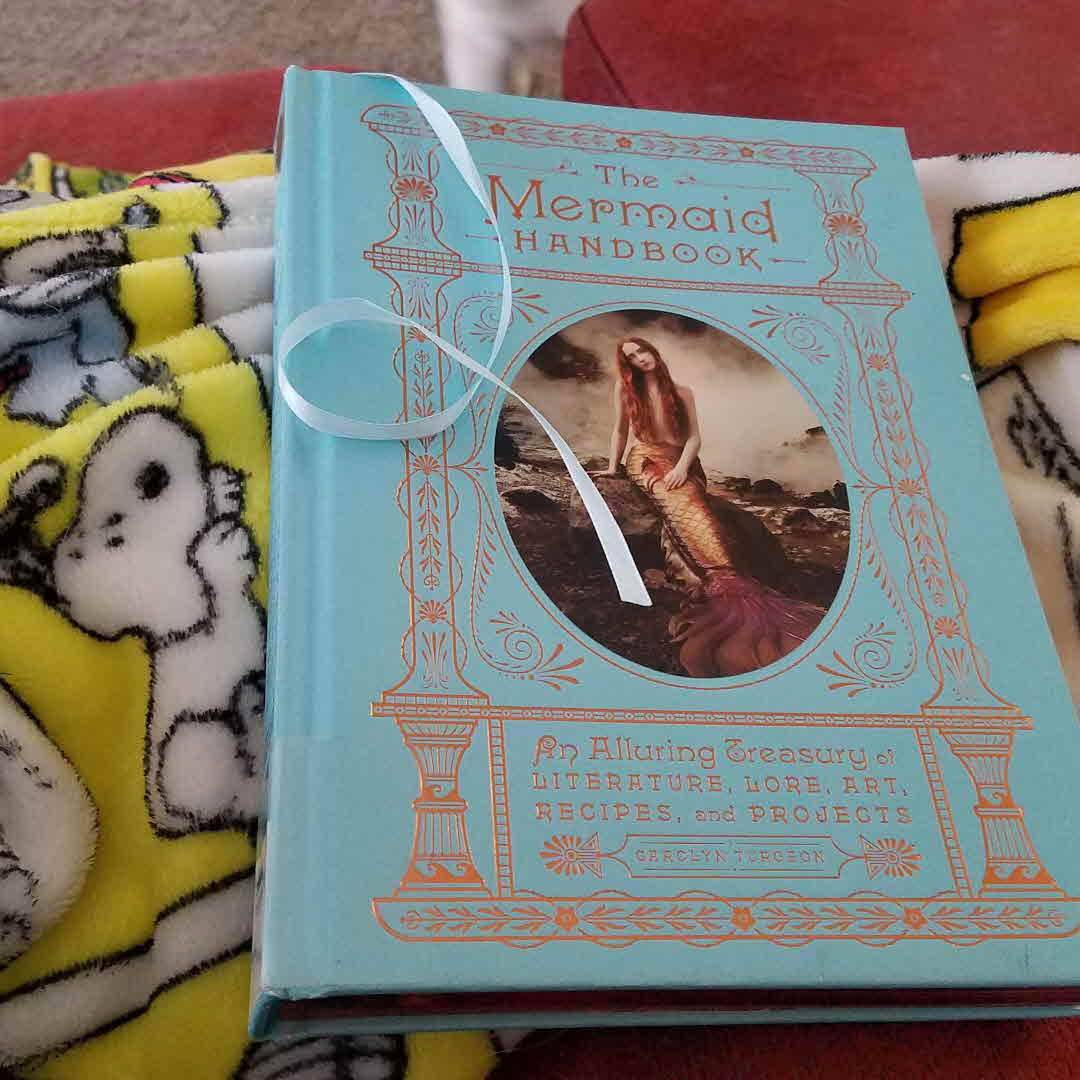 The
Mermaid
HANDBOOK
An Alluring Treasury of
LITERATURE, LORE, ART,
RECIPES, and PROJECTS
CAROLYN TURGEON